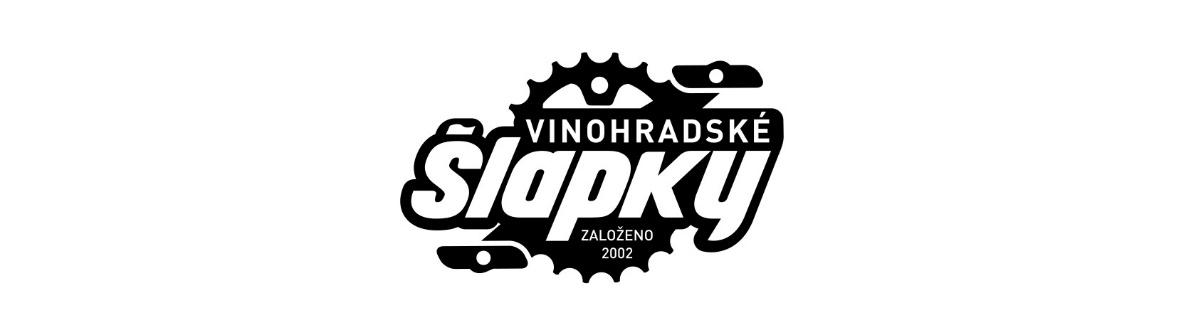 VINOHRADSKÉ
Šlapky
ZALOŽENO
2002